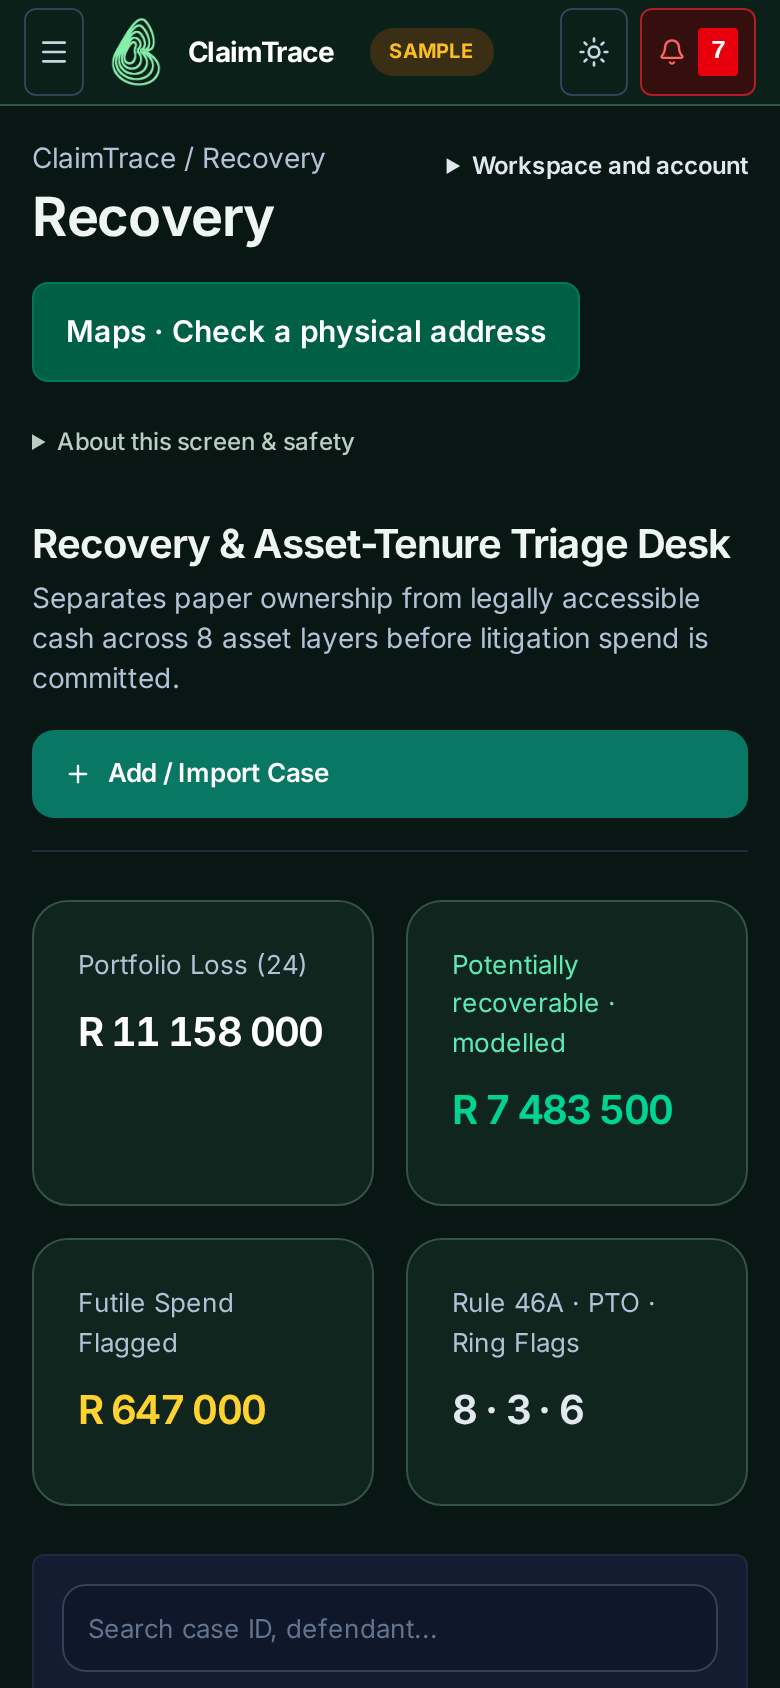 ClaimTrace
SAMPLE
7
ClaimTrace / Recovery
Workspace and account
Recovery
Maps · Check a physical address
About this screen & safety
Recovery & Asset-Tenure Triage Desk
Separates paper ownership from legally accessible
cash across 8 asset layers before litigation spend is
committed.
Add / Import Case
Portfolio Loss (24)
R 11 158 000
Potentially
recoverable ·
modelled
R 7 483 500
Futile Spend
Flagged
R 647 000
Rule 46A · PTO ·
Ring Flags
8 · 3 · 6
Search case ID, defendant...